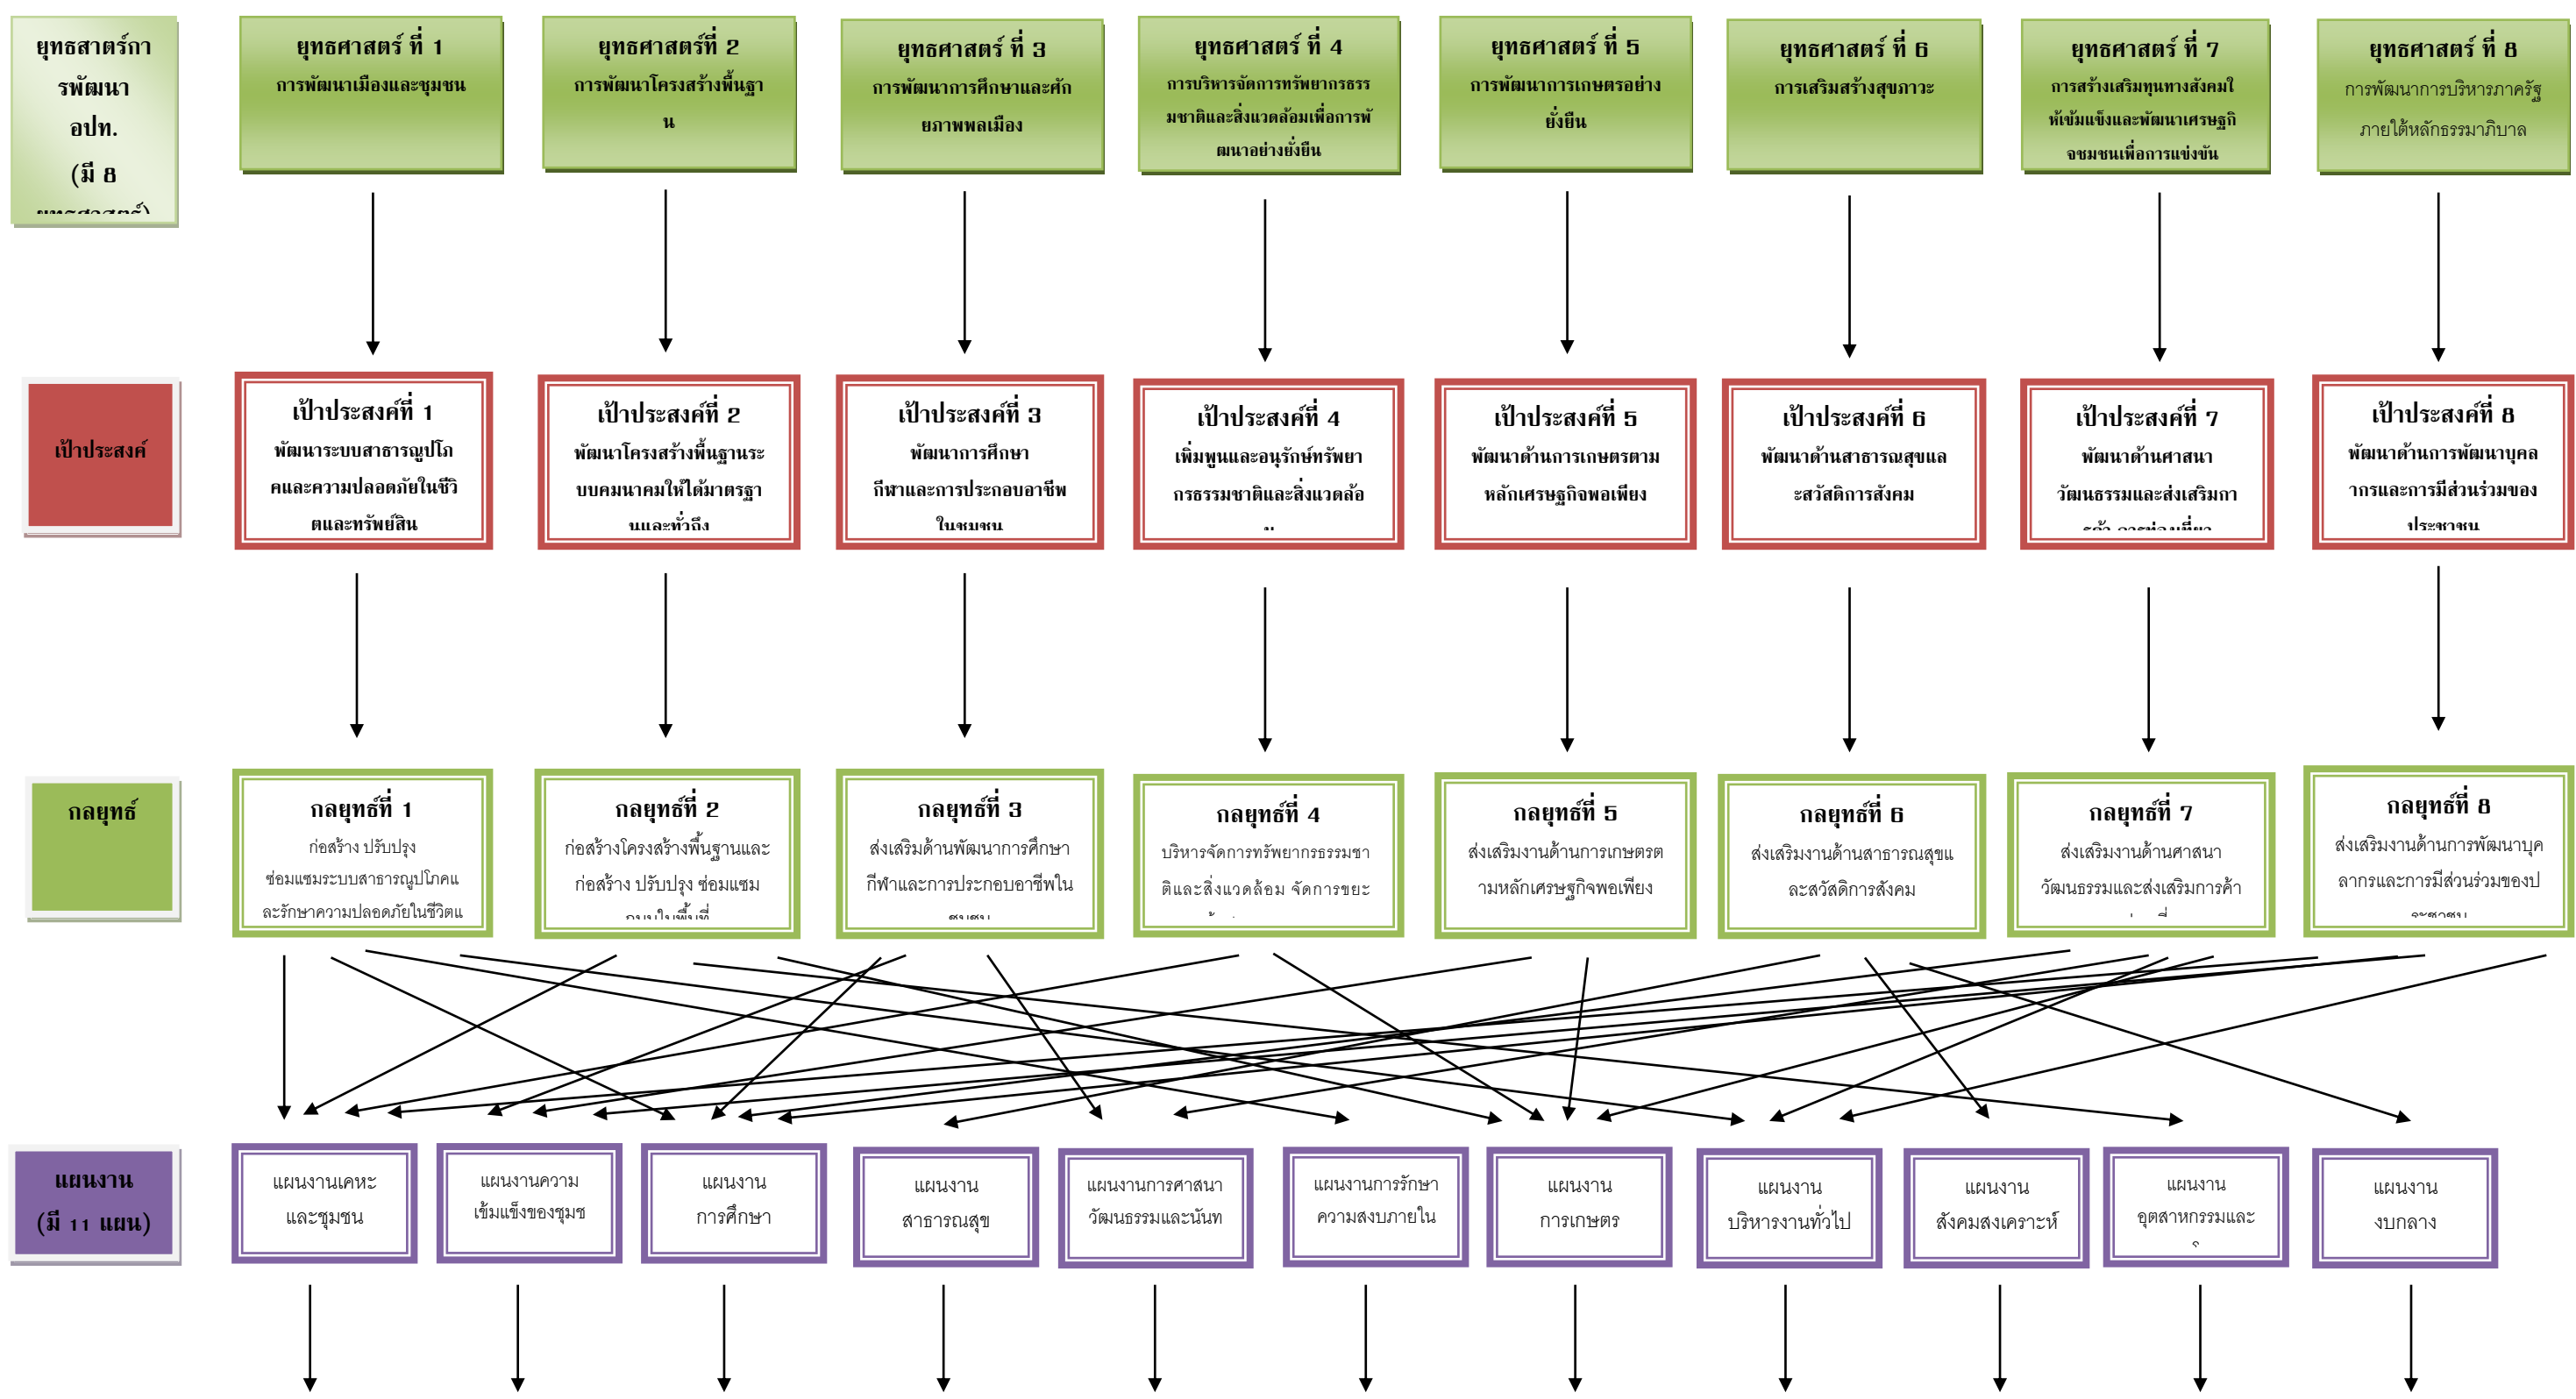 ยุทธสาตร์กา
รพัฒนา
อปท.
(มี 8
ยุทธศาสตร์)
ยุทธศาสตร์ ที่ 1
การพัฒนาเมืองและชุมชน
ยุทธศาสตร์ที่ 2
การพัฒนาโครงสร้างพื้นฐา
น
ยุทธศาสตร์ ที่ 3
การพัฒนาการศึกษาและศัก
ยภาพพลเมือง
ยุทธศาสตร์ ที่ 4
การบริหารจัดการทรัพยากรธรร
มชาติและสิ่งแวดล้อมเพื่อการพั
ฒนาอย่างยั่งยืน
ยุทธศาสตร์ ที่ 5
การพัฒนาการเกษตรอย่าง
ยั่งยืน
ยุทธศาสตร์ ที่ 6
การเสริมสร้างสุขภาวะ
ยุทธศาสตร์ ที่ 7
การสร้างเสริมทุนทางสังคมใ
ห้เข้มแข็งและพัฒนาเศรษฐกิ
จชมชนเพื่อการแข่งขัน
ยุทธศาสตร์ ที่ 8
การพัฒนาการบริหารภาครัฐ
ภายใต้หลักธรรมาภิบาล
เป้าประสงค์
เป้าประสงค์ที่ 1
พัฒนาระบบสาธารณูปโภ
คและความปลอดภัยในชีวิ
ตและทรัพย์สิน
เป้าประสงค์ที่ 2
พัฒนาโครงสร้างพื้นฐานระ
บบคมนาคมให้ได้มาตรฐา
นและทั่วถึง
เป้าประสงค์ที่ 3
พัฒนาการศึกษา
กีฬาและการประกอบอาชีพ
ในชุมชน
เป้าประสงค์ที่ 4
เพิ่มพูนและอนุรักษ์ทรัพยา
กรธรรมชาติและสิ่งแวดล้อ
ม
เป้าประสงค์ที่ 5
พัฒนาด้านการเกษตรตาม
หลักเศรษฐกิจพอเพียง
เป้าประสงค์ที่ 6
พัฒนาด้านสาธารณสุขแล
ะสวัสดิการสังคม
เป้าประสงค์ที่ 7
พัฒนาด้านศาสนา
วัฒนธรรมและส่งเสริมกา
รค้า การท่องเที่ยว
เป้าประสงค์ที่ 8
พัฒนาด้านการพัฒนาบุคล
ากรและการมีส่วนร่วมของ
ประชาชน
กลยุทธ์
กลยุทธ์ที่ 1
ก่อสร้าง ปรับปรุง
ซ่อมแซมระบบสาธารณูปโภคแ
ละรักษาความปลอดภัยในชีวิตแ
กลยุทธ์ที่ 2
ก่อสร้างโครงสร้างพื้นฐานและ
ก่อสร้าง ปรับปรุง ซ่อมแซม
ถนนในพื้นที่
กลยุทธ์ที่ 3
ส่งเสริมด้านพัฒนาการศึกษา
กีฬาและการประกอบอาชีพใน
ชุมชน
กลยุทธ์ที่ 4
บริหารจัดการทรัพยากรธรรมชา
ติและสิ่งแวดล้อม จัดการขยะ
กลยุทธ์ที่ 5
ส่งเสริมงานด้านการเกษตรต
ามหลักเศรษฐกิจพอเพียง
กลยุทธ์ที่ 6
ส่งเสริมงานด้านสาธารณสุขแ
ละสวัสดิการสังคม
กลยุทธ์ที่ 7
ส่งเสริมงานด้านศาสนา
วัฒนธรรมและส่งเสริมการค้า
กลยุทธ์ที่ 8
ส่งเสริมงานด้านการพัฒนาบุค
ลากรและการมีส่วนร่วมของป
ระชาชน
แผนงาน
(มี 11 แผน)
แผนงานเคหะ
และชุมชน
แผนงานความ
เข้มแข็งของชุมช
แผนงาน
การศึกษา
แผนงาน
สาธารณสุข
แผนงานการศาสนา
วัฒนธรรมและนันท
แผนงานการรักษา
ความสงบภายใน
แผนงาน
การเกษตร
แผนงาน
บริหารงานทั่วไป
แผนงาน
สังคมสงเคราะห์
แผนงาน
อุตสาหกรรมและ
แผนงาน
งบกลาง